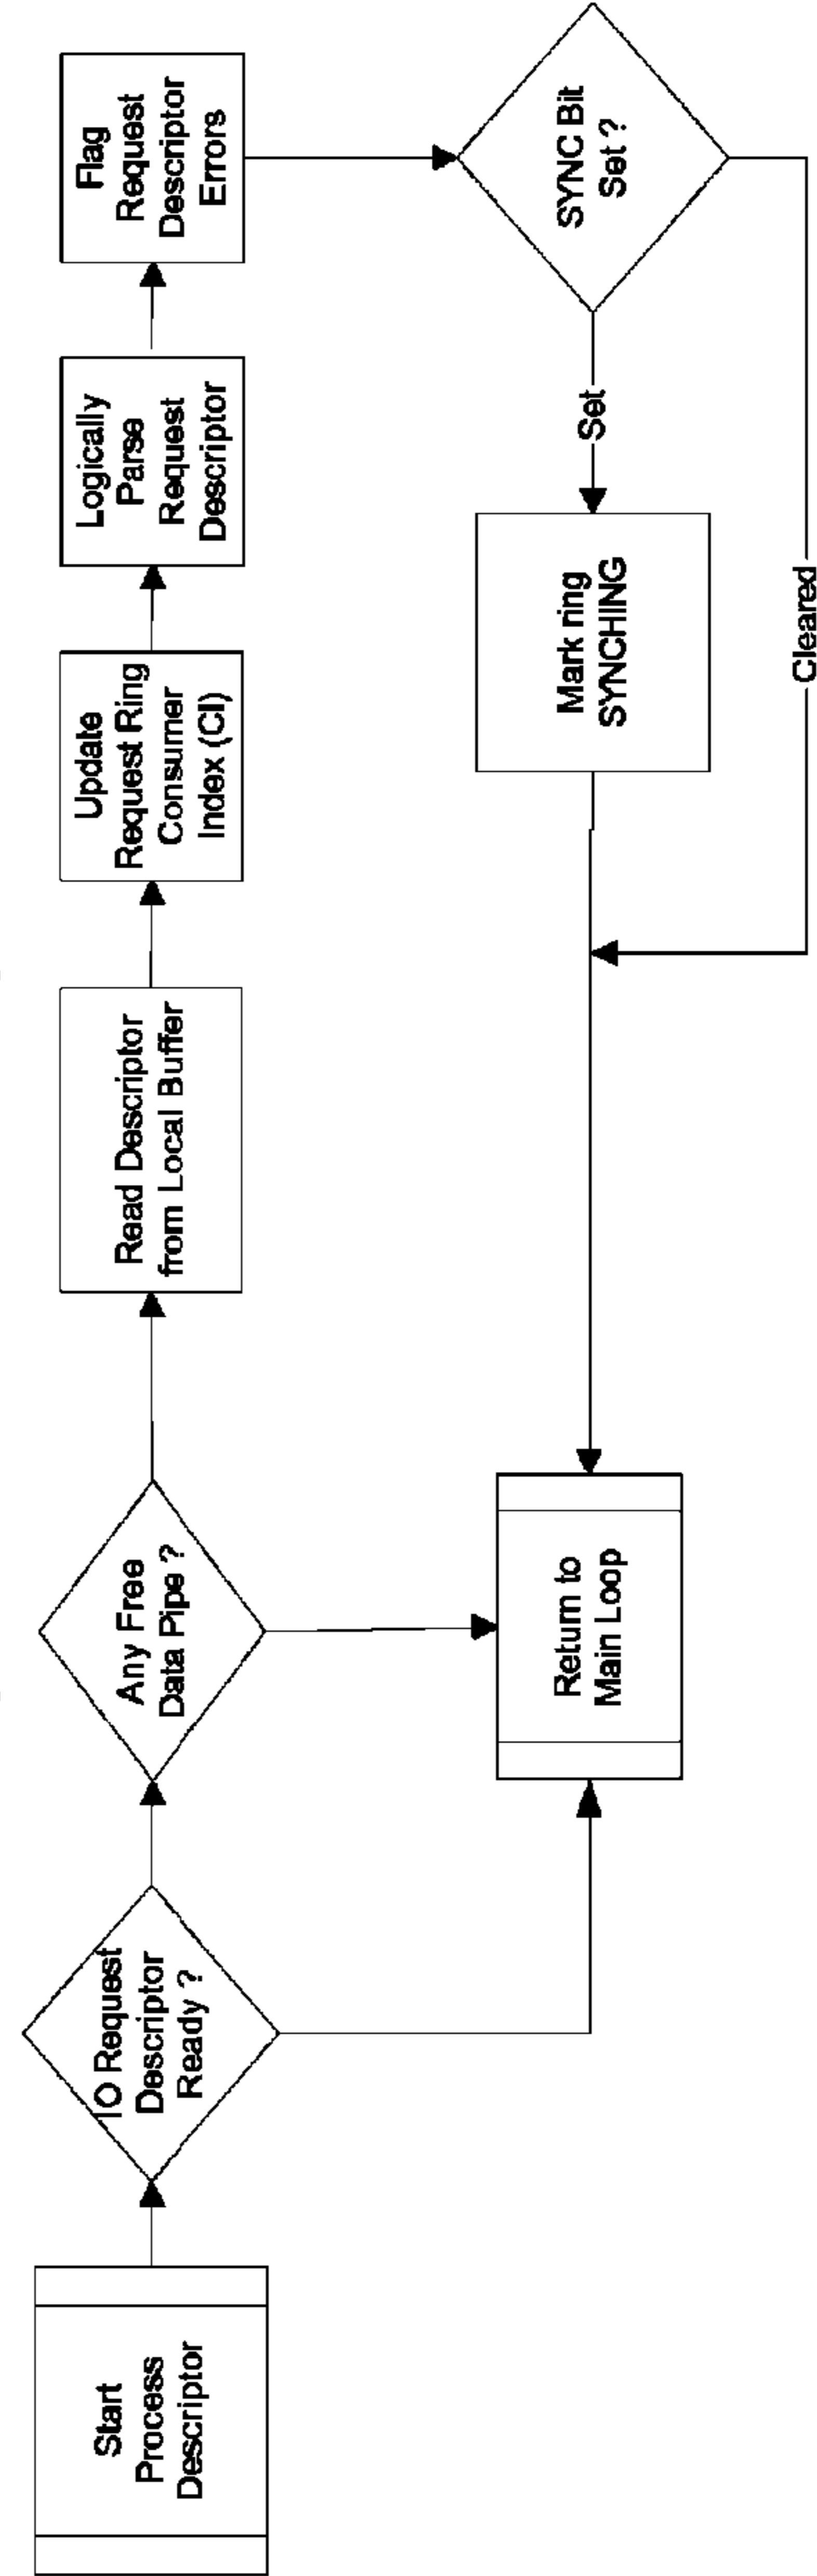 Start
Process
Descriptor
IO Request
Descriptor
Ready ?
Any Free
Data Pipe ?
Read Descriptor
from Local Buffer
Update
Request Ring
Consumer
Index (CI)
Logically
Parse
Request
Descriptor
Flag
Request
Descriptor
Errors
SYNC Bit
Set ?
Set
Mark ring
SYNCHING
Cleared
Return to
Main Loop